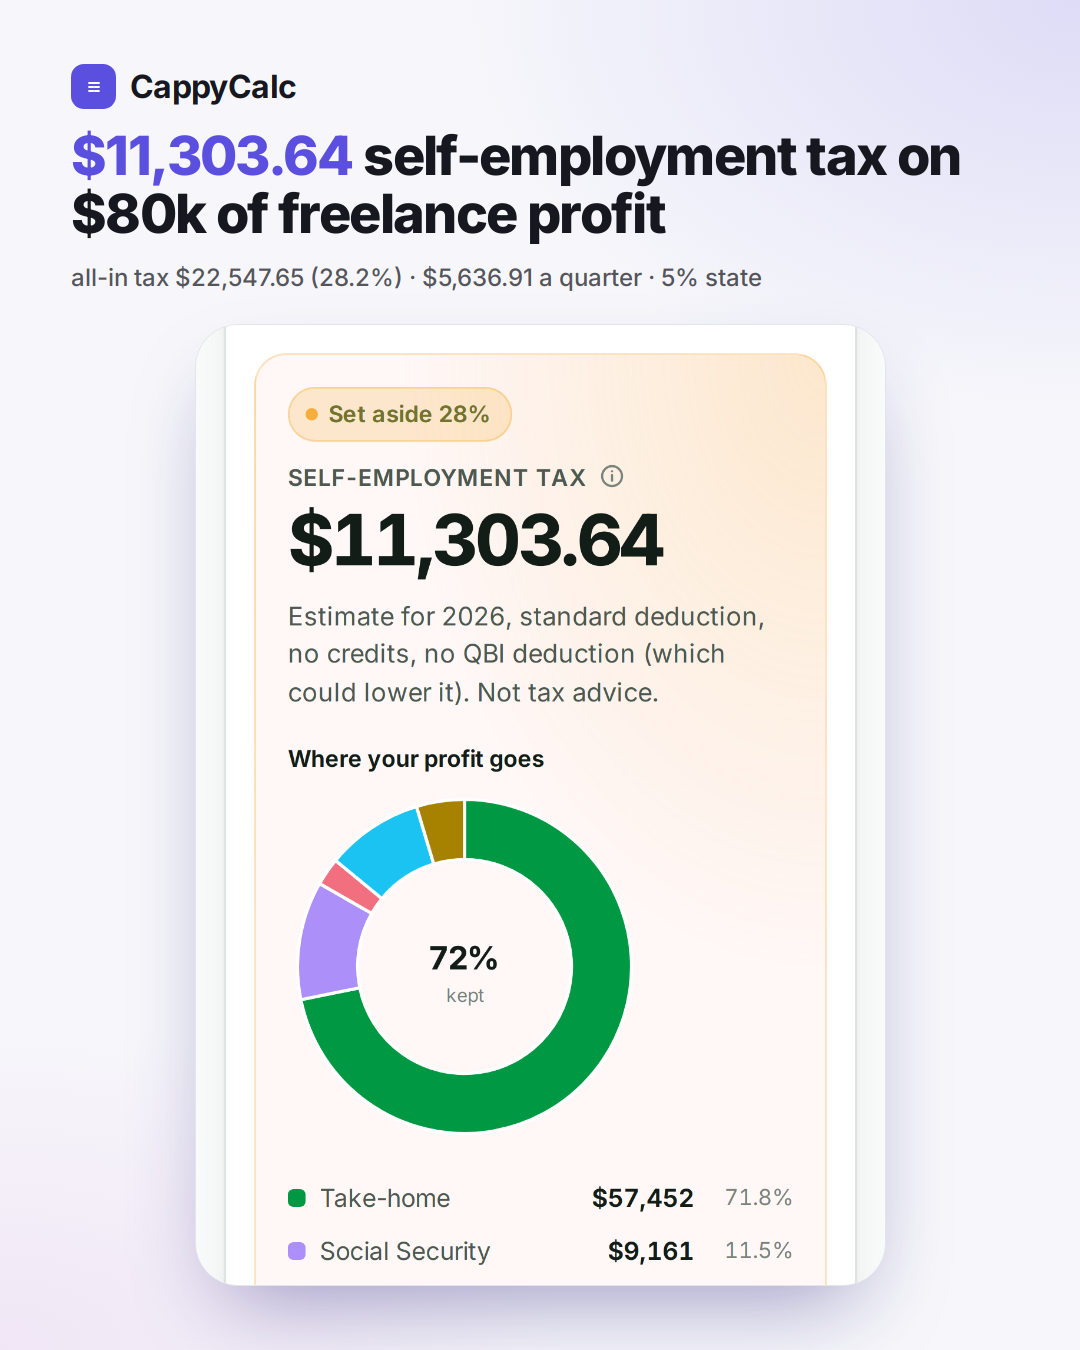 CappyCalc
$11,303.64 self-employment tax on
$80k of freelance profit
all-in tax $22,547.65 (28.2%) · $5,636.91 a quarter · 5% state
Set aside 28%
SELF-EMPLOYMENT TAX
$11,303.64
Estimate for 2026, standard deduction,
no credits, no QBI deduction (which
could lower it). Not tax advice.
Where your profit goes
72%
kept
Take-home $57,452 71.8%
Social Security $9,161 11.5%